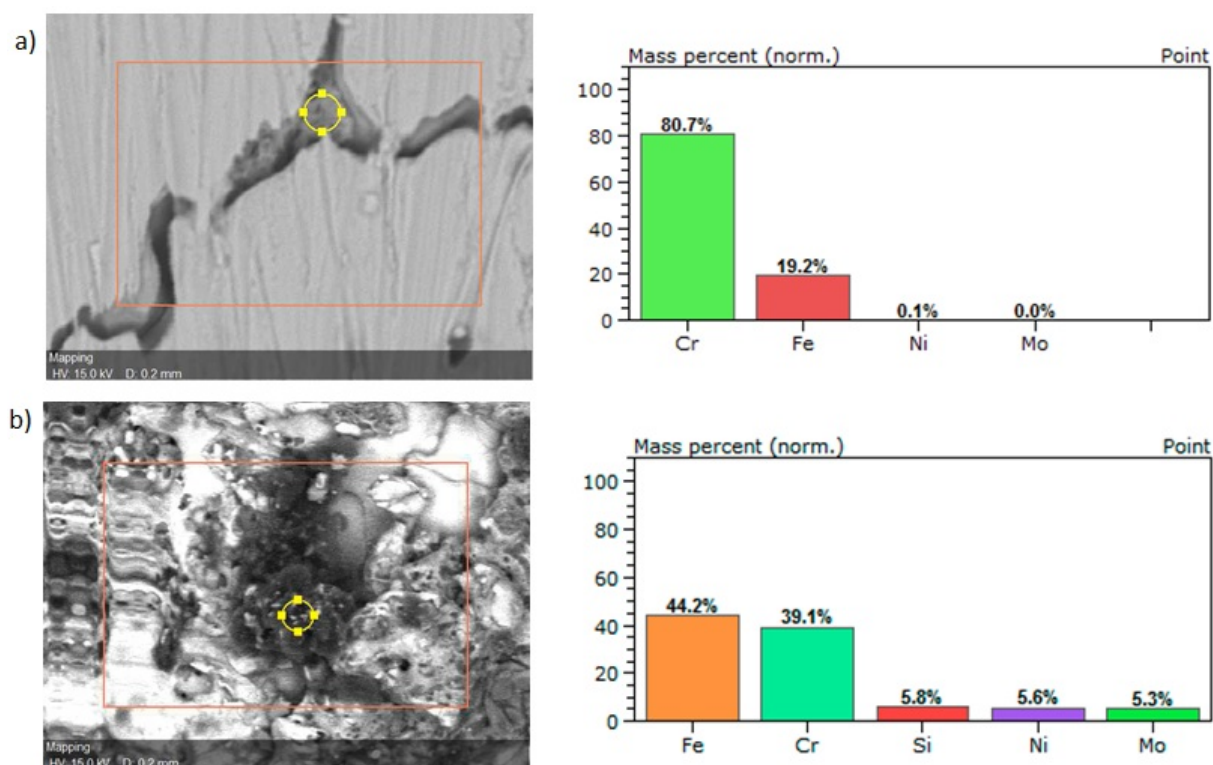 a)
Mapping
HV: 15.0 kV D: 0.2 mm
Mass percent (norm.) Point
100
80
60
40
20
0
80.7%
19.2%
0.1%
0.0%
Cr Fe Ni Mo
b)
Mapping
HV: 15.0 kV D: 0.2 mm
Mass percent (norm.) Point
100
80
60
40
20
0
44.2%
39.1%
5.8%
5.6%
5.3%
Fe Cr Si Ni Mo